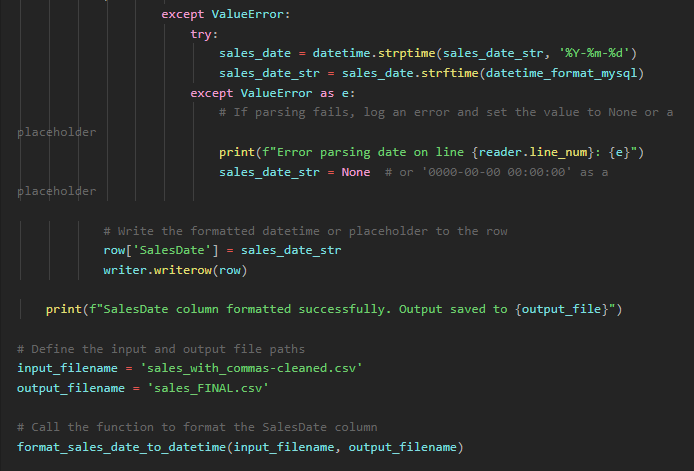 except ValueError:
try:
sales_date = datetime.strptime(sales_date_str, '%Y-%m-%d')
sales_date_str = sales_date.strftime(datetime_format_mysql)
except ValueError as e:
# If parsing fails, log an error and set the value to None or a
placeholder
print(f"Error parsing date on line {reader.line_num}: {e}")
sales_date_str = None  # or '0000-00-00 00:00:00' as a
placeholder
# Write the formatted datetime or placeholder to the row
row['SalesDate'] = sales_date_str
writer.writerow(row)
print(f"SalesDate column formatted successfully. Output saved to {output_file}")
# Define the input and output file paths
input_filename = 'sales_with_commas-cleaned.csv'
output_filename = 'sales_FINAL.csv'
# Call the function to format the SalesDate column
format_sales_date_to_datetime(input_filename, output_filename)